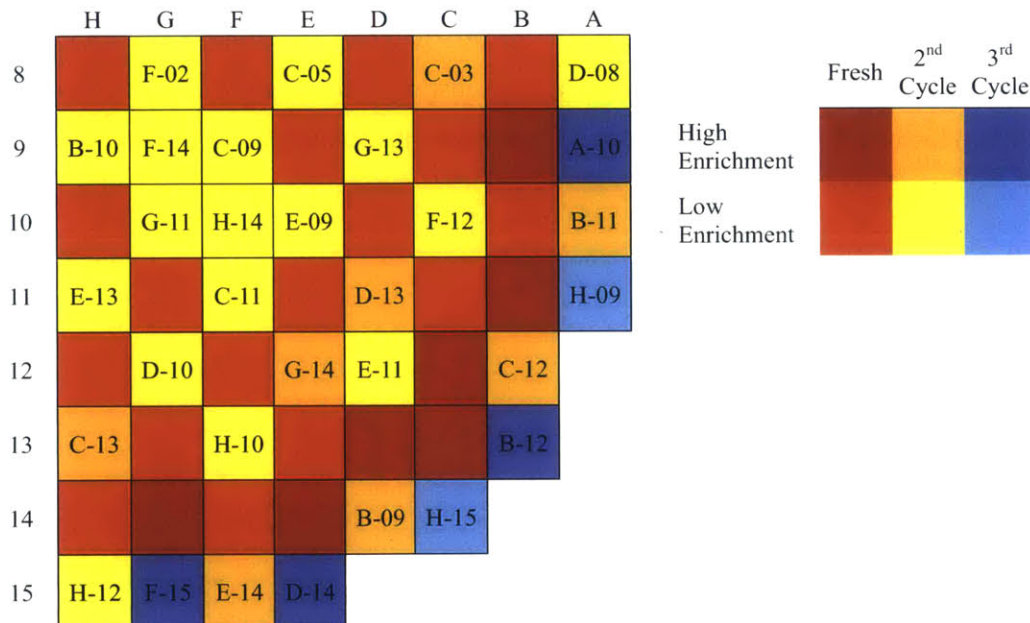 H G F E D C B A
8 F-02 C-05 C-03 D-08
9 B-10 F-14 C-09 G-13 A-10
10 G-11 H-14 E-09 F-12 B-11
11 E-13 C-11 D-13 H-09
12 D-10 G-14 E-11 C-12
13 C-13 H-10 B-12
14 B-09 H-15
15 H-12 F-15 E-14 D-14
Fresh 2nd Cycle 3rd Cycle
High Enrichment
Low Enrichment